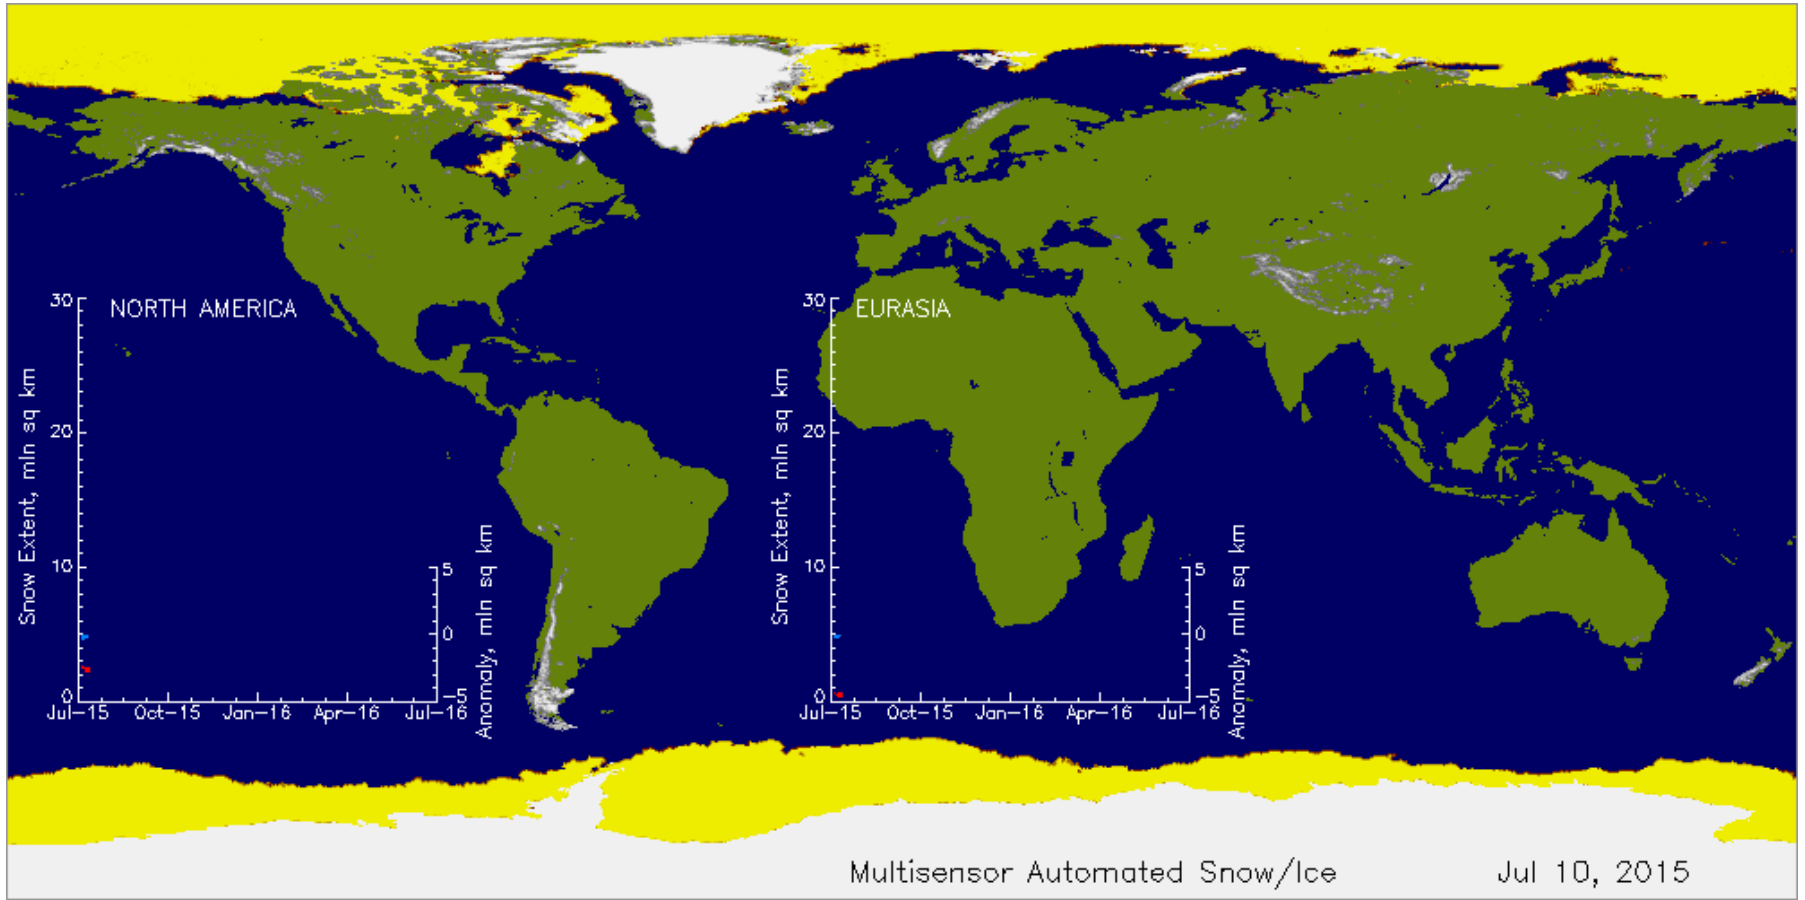 NORTH AMERICA
Snow Extent, mln sq km
30
20
10
0
Jul-15 Oct-15 Jan-16 Apr-16 Jul-16
Anomaly, mln sq km
5
0
-5
EURASIA
Snow Extent, mln sq km
30
20
10
0
Jul-15 Oct-15 Jan-16 Apr-16 Jul-16
Anomaly, mln sq km
5
0
-5
Multisensor Automated Snow/Ice Jul 10, 2015